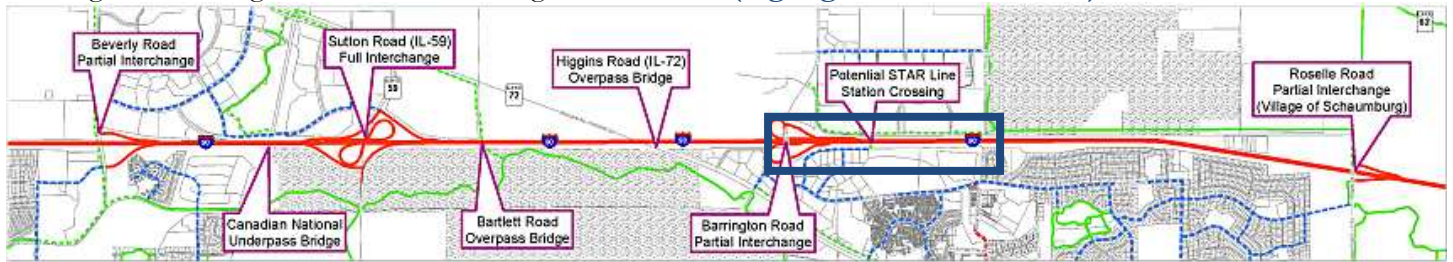 Beverly Road
Partial Interchange
Sutton Road (IL-59)
Full Interchange
59
72
Higgins Road (IL-72)
Overpass Bridge
Potential STAR Line
Station Crossing
62
Roselle Road
Partial Interchange
(Village of Schaumburg)
90
90
90
90
Canadian National
Underpass Bridge
Bartlett Road
Overpass Bridge
Barrington Road
Partial Interchange